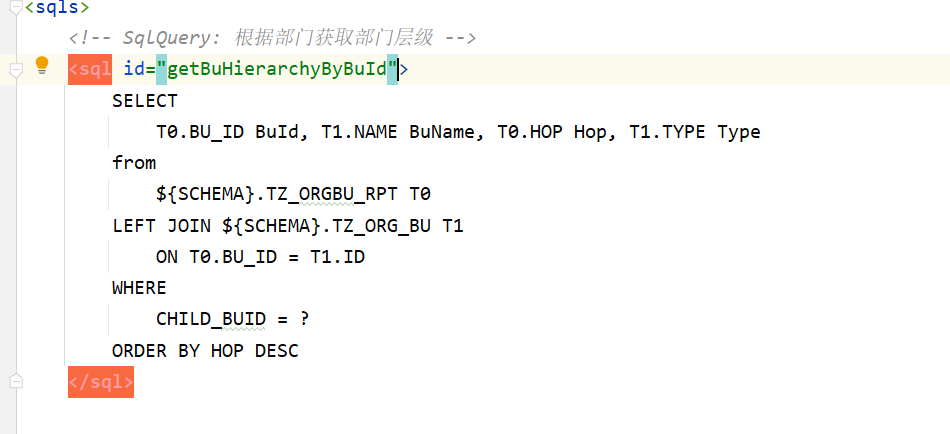 <sqls>
<!-- SqlQuery: 根据部门获取部门层级 -->
<sql id="getBuHierarchyByBuId">
SELECT
T0.BU_ID BuId, T1.NAME BuName, T0.HOP Hop, T1.TYPE Type
from
${SCHEMA}.TZ_ORGBU_RPT T0
LEFT JOIN ${SCHEMA}.TZ_ORG_BU T1
ON T0.BU_ID = T1.ID
WHERE
CHILD_BUID = ?
ORDER BY HOP DESC
</sql>